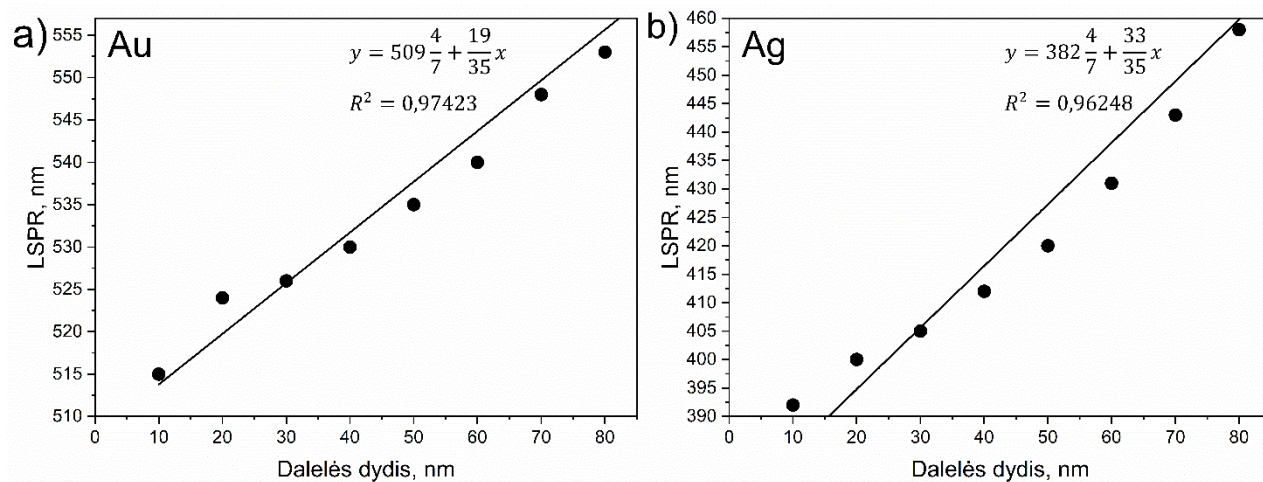 a)
Au
y = 509 4/7 + 19/35 x
R² = 0,97423
LSPR, nm
555
550
545
540
535
530
525
520
515
510
0 10 20 30 40 50 60 70 80
Dalelės dydis, nm
b)
Ag
y = 382 4/7 + 33/35 x
R² = 0,96248
LSPR, nm
460
455
450
445
440
435
430
425
420
415
410
405
400
395
390
0 10 20 30 40 50 60 70 80
Dalelės dydis, nm